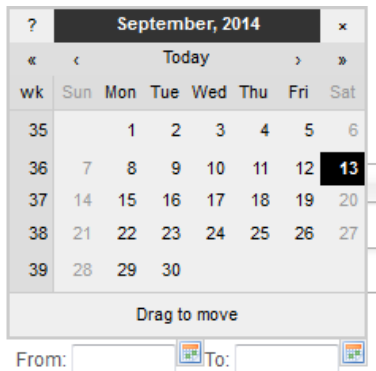 ? September, 2014 ×
« ‹ Today › »
wk Sun Mon Tue Wed Thu Fri Sat
35 1 2 3 4 5 6
36 7 8 9 10 11 12 13
37 14 15 16 17 18 19 20
38 21 22 23 24 25 26 27
39 28 29 30
Drag to move
From: To: